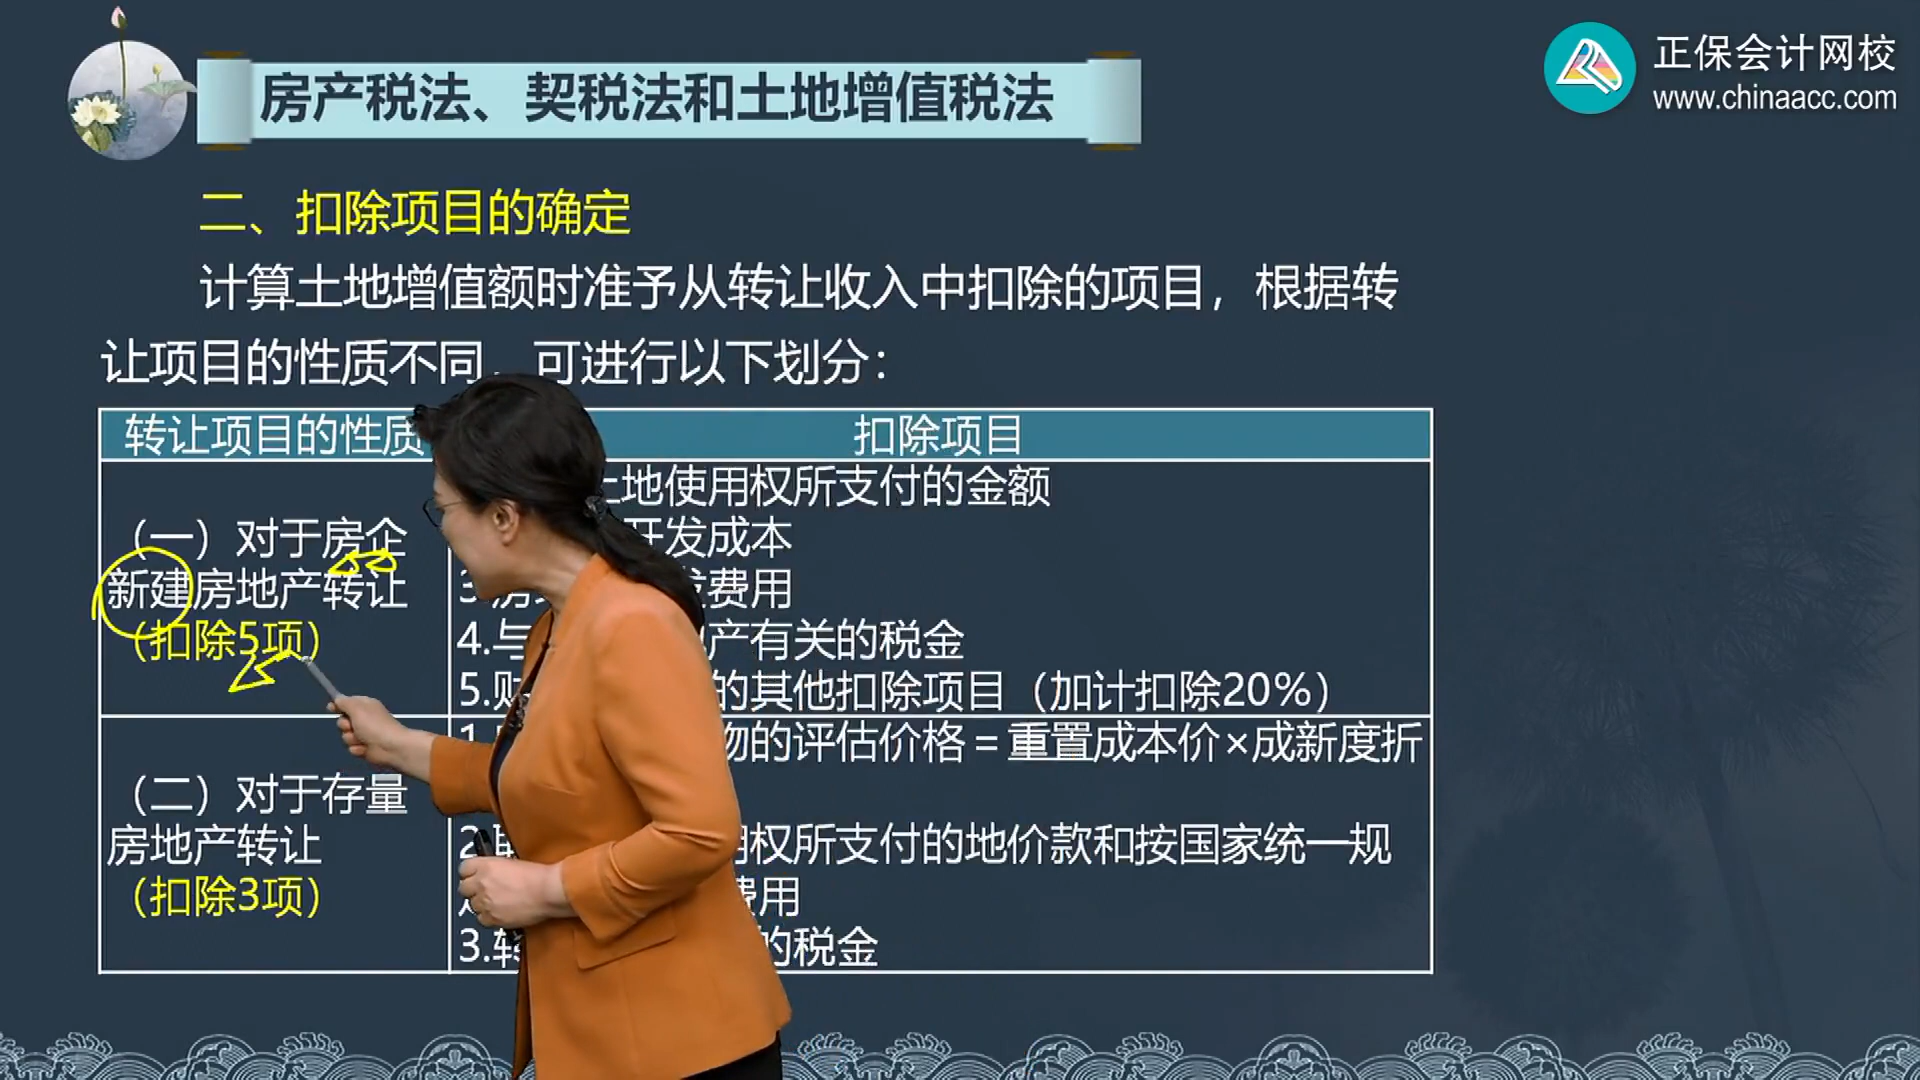 正保会计网校
www.chinaacc.com
房产税法、契税法和土地增值税法
二、扣除项目的确定
计算土地增值额时准予从转让收入中扣除的项目，根据转
让项目的性质不同，可进行以下划分：
转让项目的性质
扣除项目
（一）对于房企
新建房地产转让
（扣除5项）
土地使用权所支付的金额
开发成本
3.房 发费用
4.与 产有关的税金
5.财 的其他扣除项目（加计扣除20%）
（二）对于存量
房地产转让
（扣除3项）
1. 物的评估价格＝重置成本价×成新度折
2.取 用权所支付的地价款和按国家统一规
费用
3.转 的税金